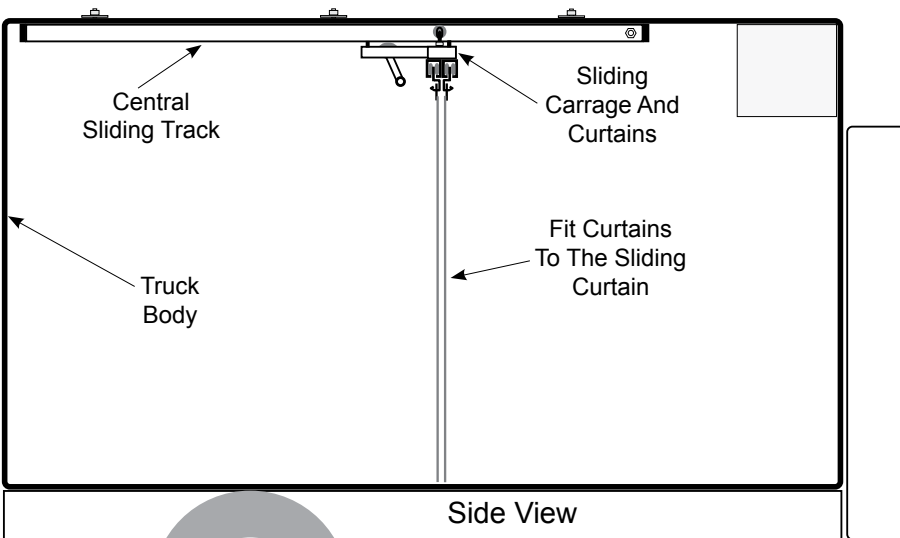 Central
Sliding Track
Sliding
Carrage And
Curtains
Fit Curtains
To The Sliding
Curtain
Truck
Body
Side View